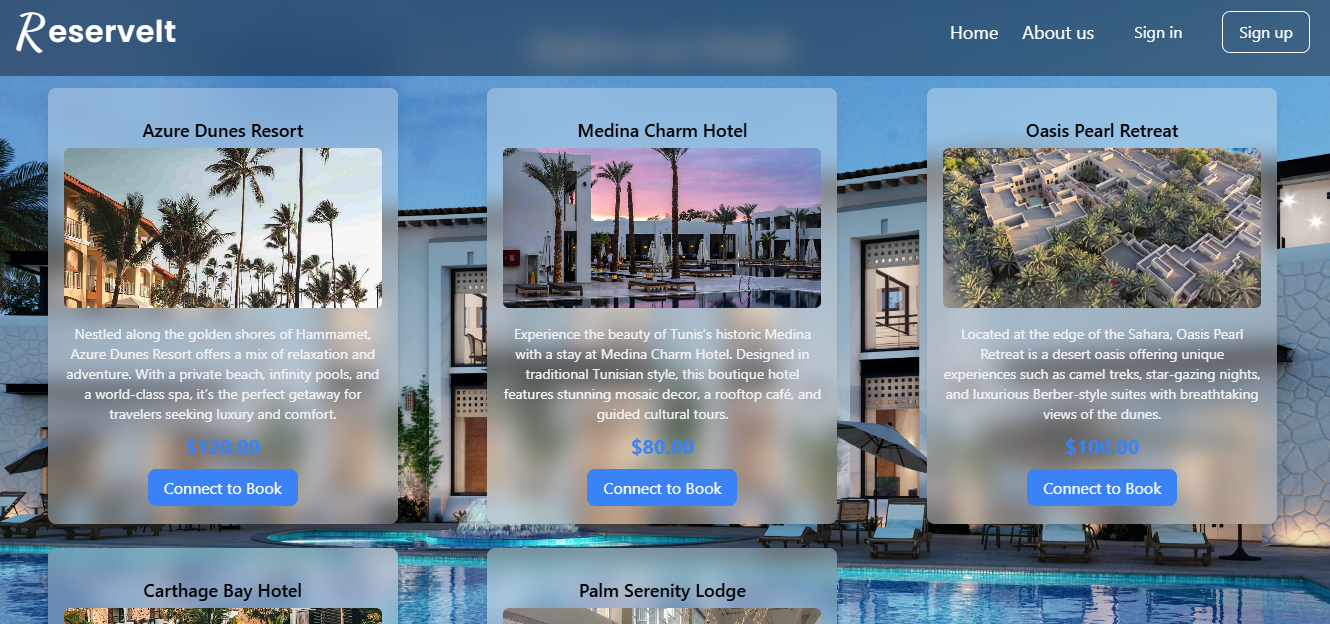 Reservelt
Home About us Sign in Sign up
Azure Dunes Resort
Nestled along the golden shores of Hammamet,
Azure Dunes Resort offers a mix of relaxation and
adventure. With a private beach, infinity pools, and
a world-class spa, it’s the perfect getaway for
travelers seeking luxury and comfort.
$120.00
Connect to Book
Medina Charm Hotel
Experience the beauty of Tunis’s historic Medina
with a stay at Medina Charm Hotel. Designed in
traditional Tunisian style, this boutique hotel
features stunning mosaic decor, a rooftop café, and
guided cultural tours.
$80.00
Connect to Book
Oasis Pearl Retreat
Located at the edge of the Sahara, Oasis Pearl
Retreat is a desert oasis offering unique
experiences such as camel treks, star-gazing nights,
and luxurious Berber-style suites with breathtaking
views of the dunes.
$100.00
Connect to Book
Carthage Bay Hotel
Palm Serenity Lodge